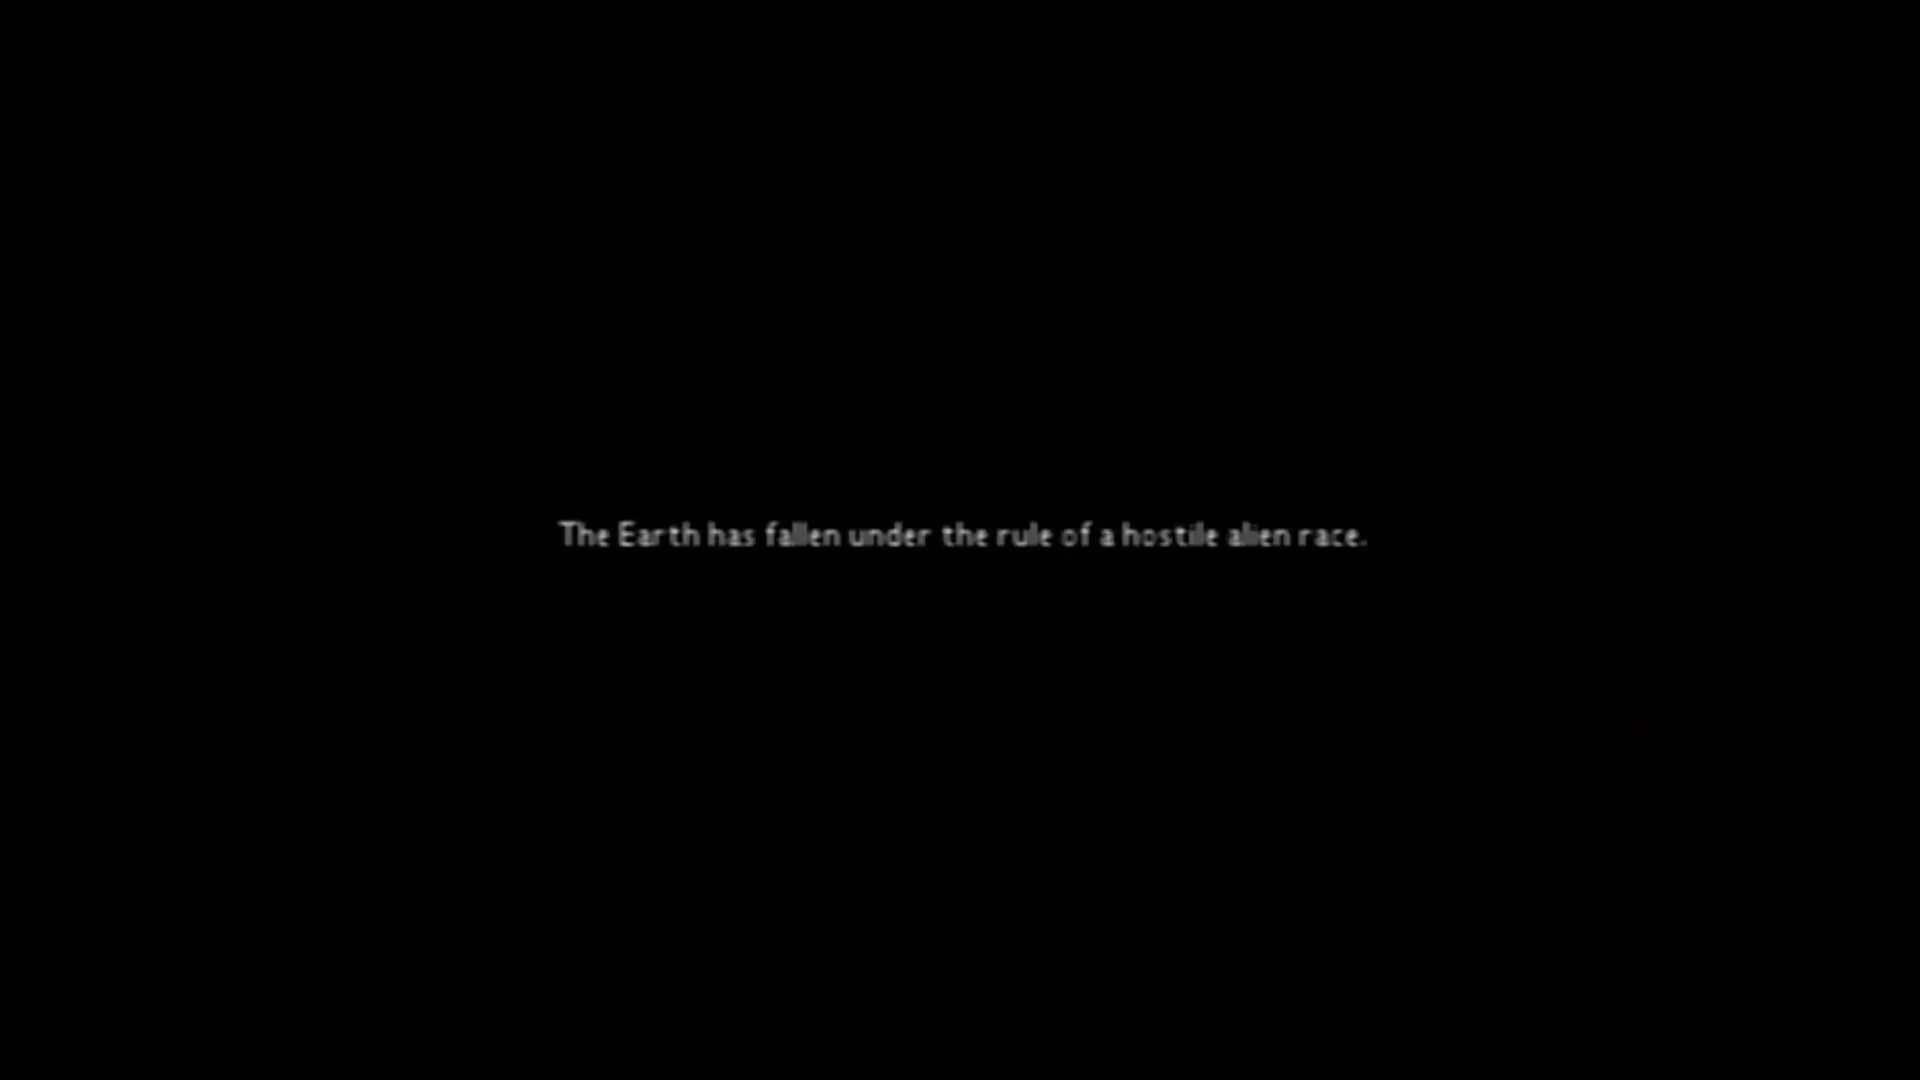 The Earth has fallen under the rule of a hostile alien race.